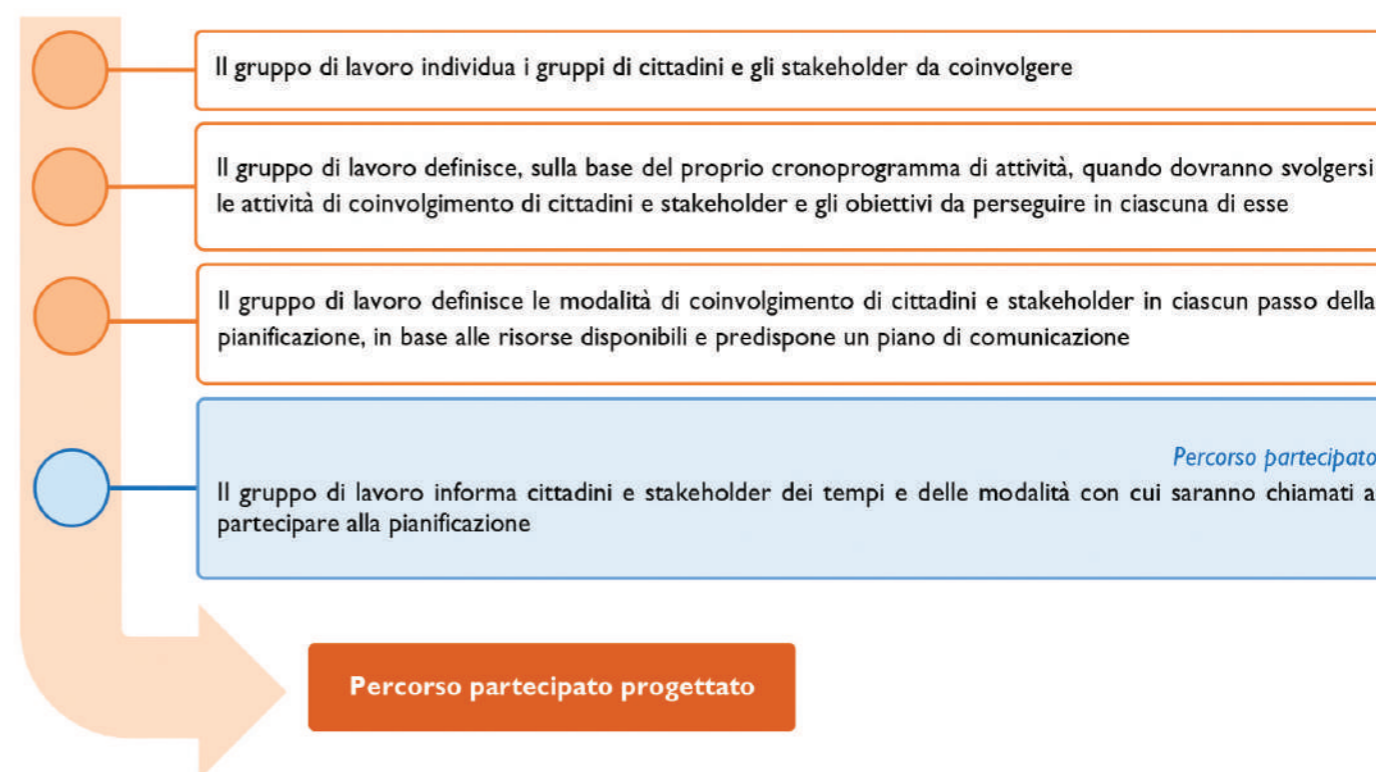 Il gruppo di lavoro individua i gruppi di cittadini e gli stakeholder da coinvolgere
Il gruppo di lavoro definisce, sulla base del proprio cronoprogramma di attività, quando dovranno svolgersi
le attività di coinvolgimento di cittadini e stakeholder e gli obiettivi da perseguire in ciascuna di esse
Il gruppo di lavoro definisce le modalità di coinvolgimento di cittadini e stakeholder in ciascun passo della
pianificazione, in base alle risorse disponibili e predispone un piano di comunicazione
Percorso partecipato
Il gruppo di lavoro informa cittadini e stakeholder dei tempi e delle modalità con cui saranno chiamati a
partecipare alla pianificazione
Percorso partecipato progettato